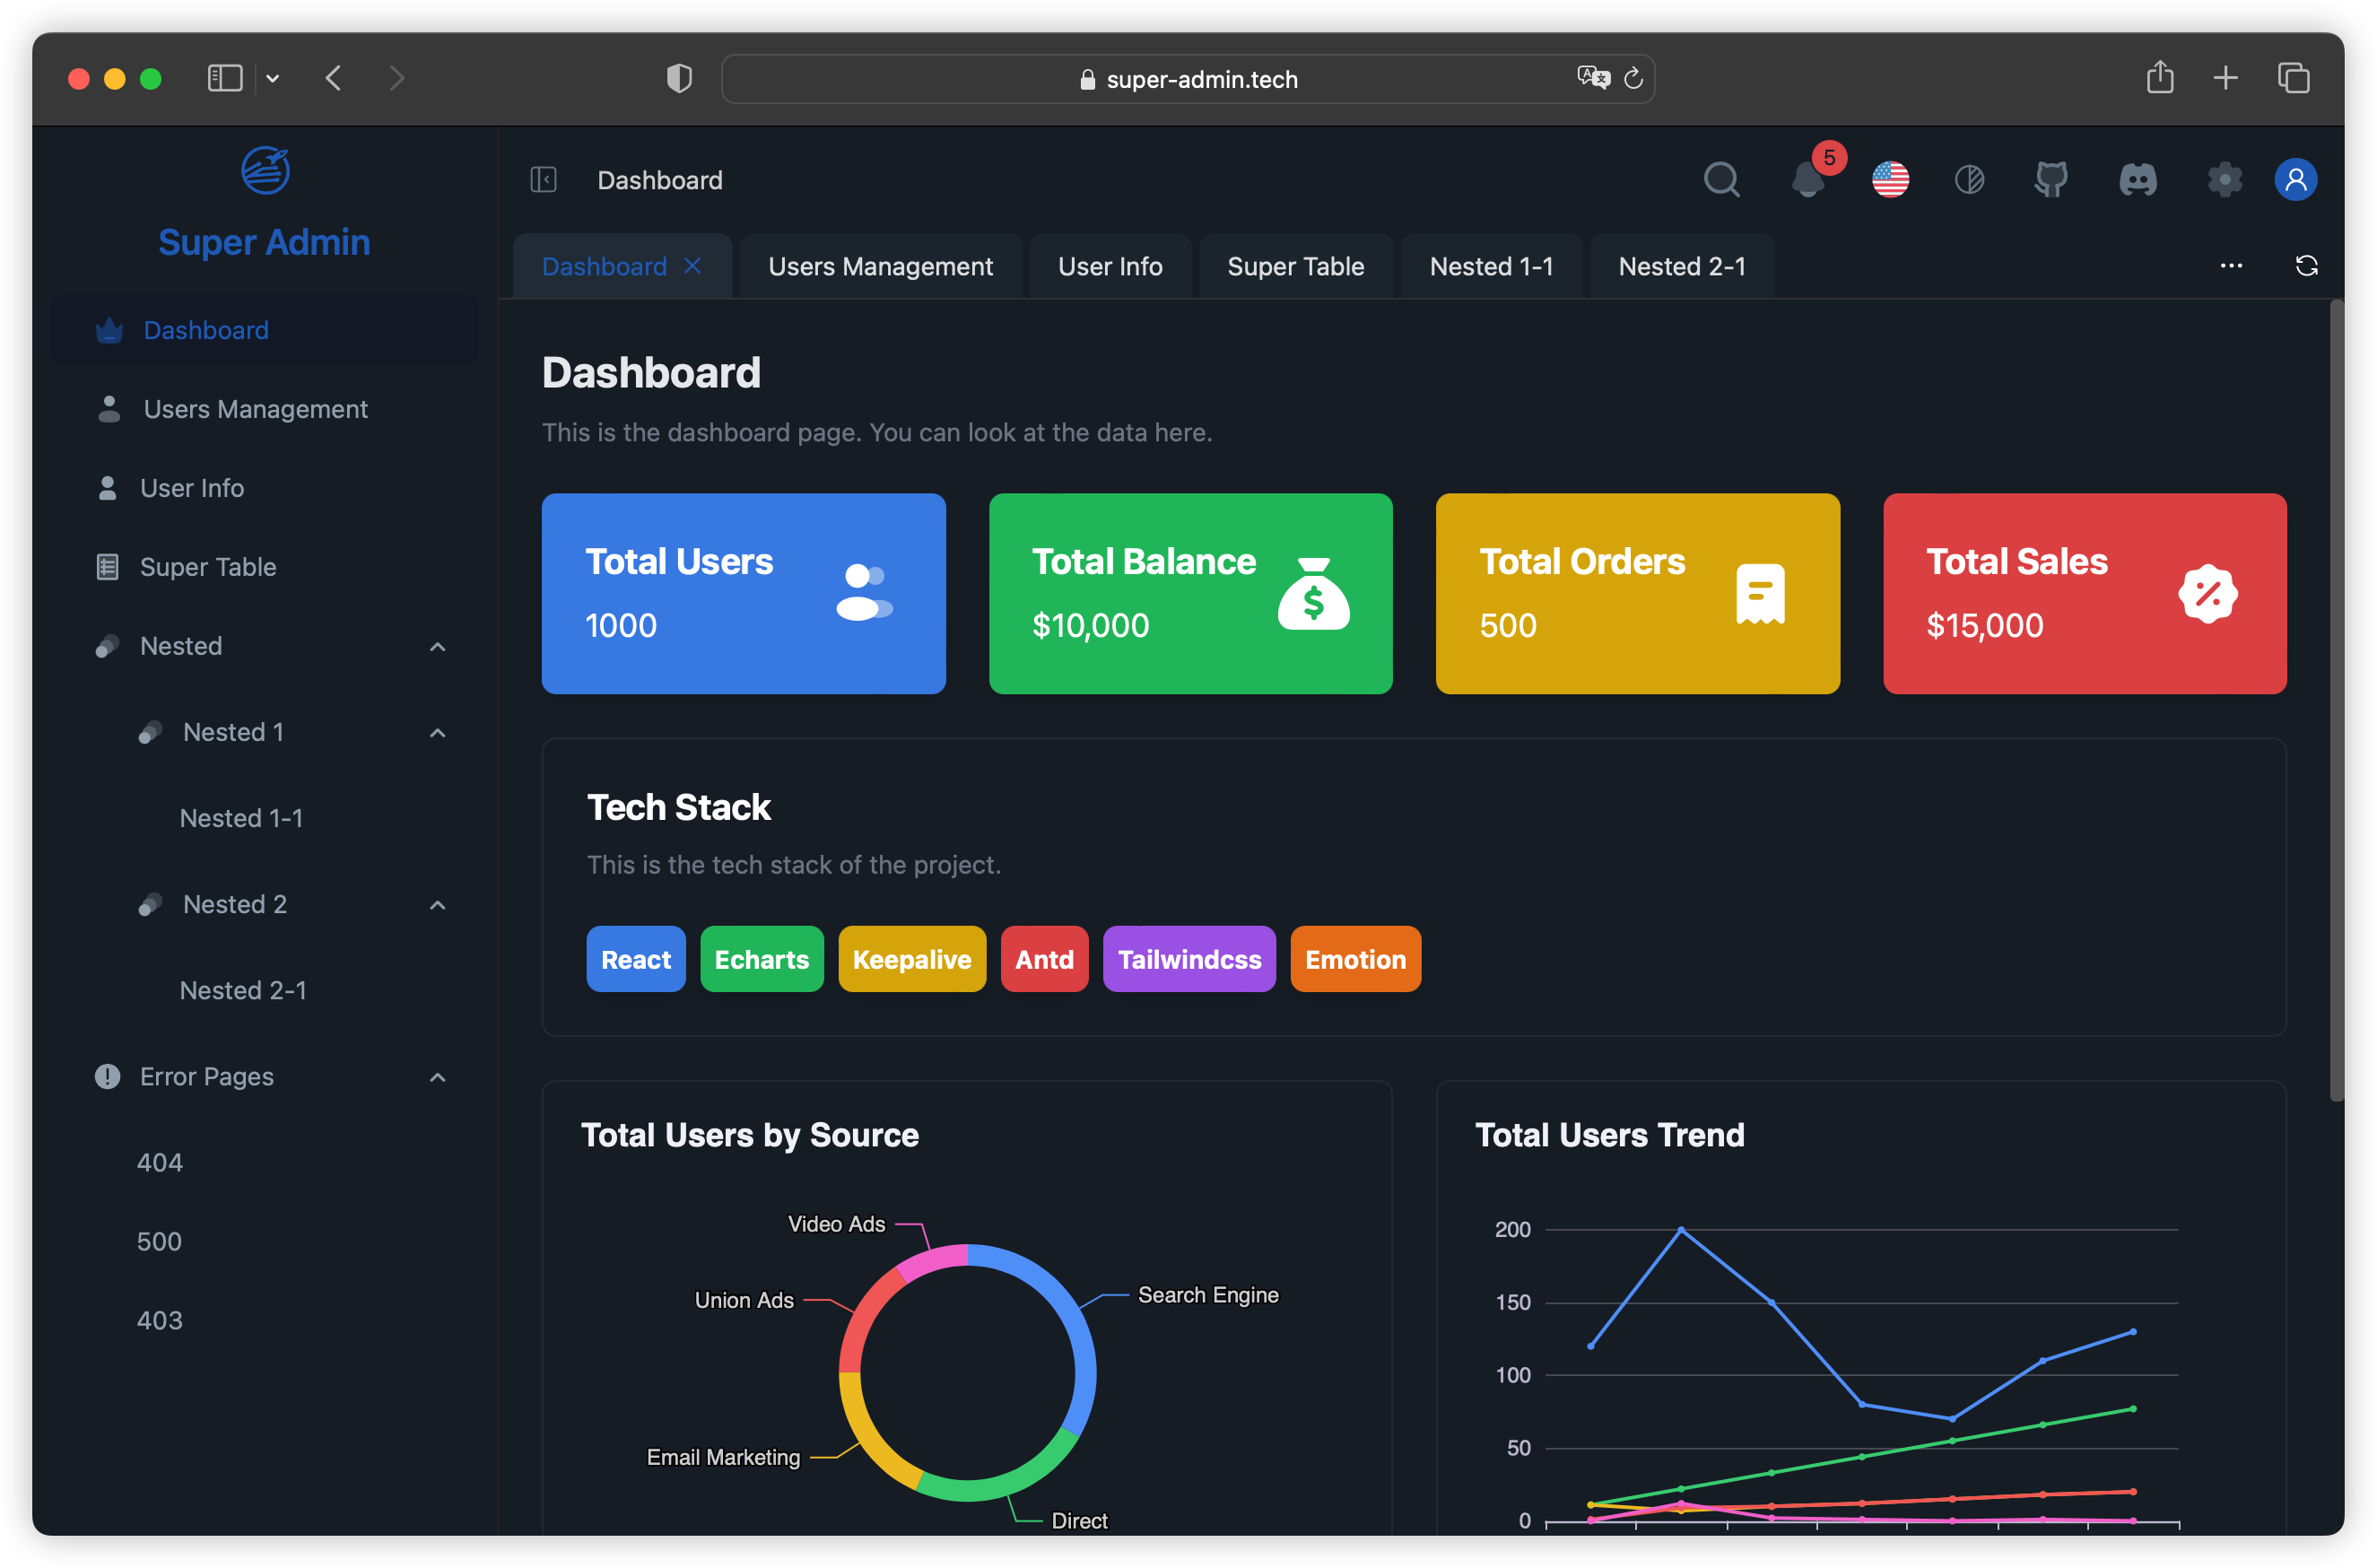 super-admin.tech
Super Admin
Dashboard
Users Management
User Info
Super Table
Nested
Nested 1
Nested 1-1
Nested 2
Nested 2-1
Error Pages
404
500
403
Dashboard
5
Dashboard
Users Management
User Info
Super Table
Nested 1-1
Nested 2-1
Dashboard
This is the dashboard page. You can look at the data here.
Total Users
1000
Total Balance
$10,000
$
Total Orders
500
Total Sales
$15,000
Tech Stack
This is the tech stack of the project.
React
Echarts
Keepalive
Antd
Tailwindcss
Emotion
Total Users by Source
Video Ads
Union Ads
Search Engine
Email Marketing
Direct
Total Users Trend
200
150
100
50
0